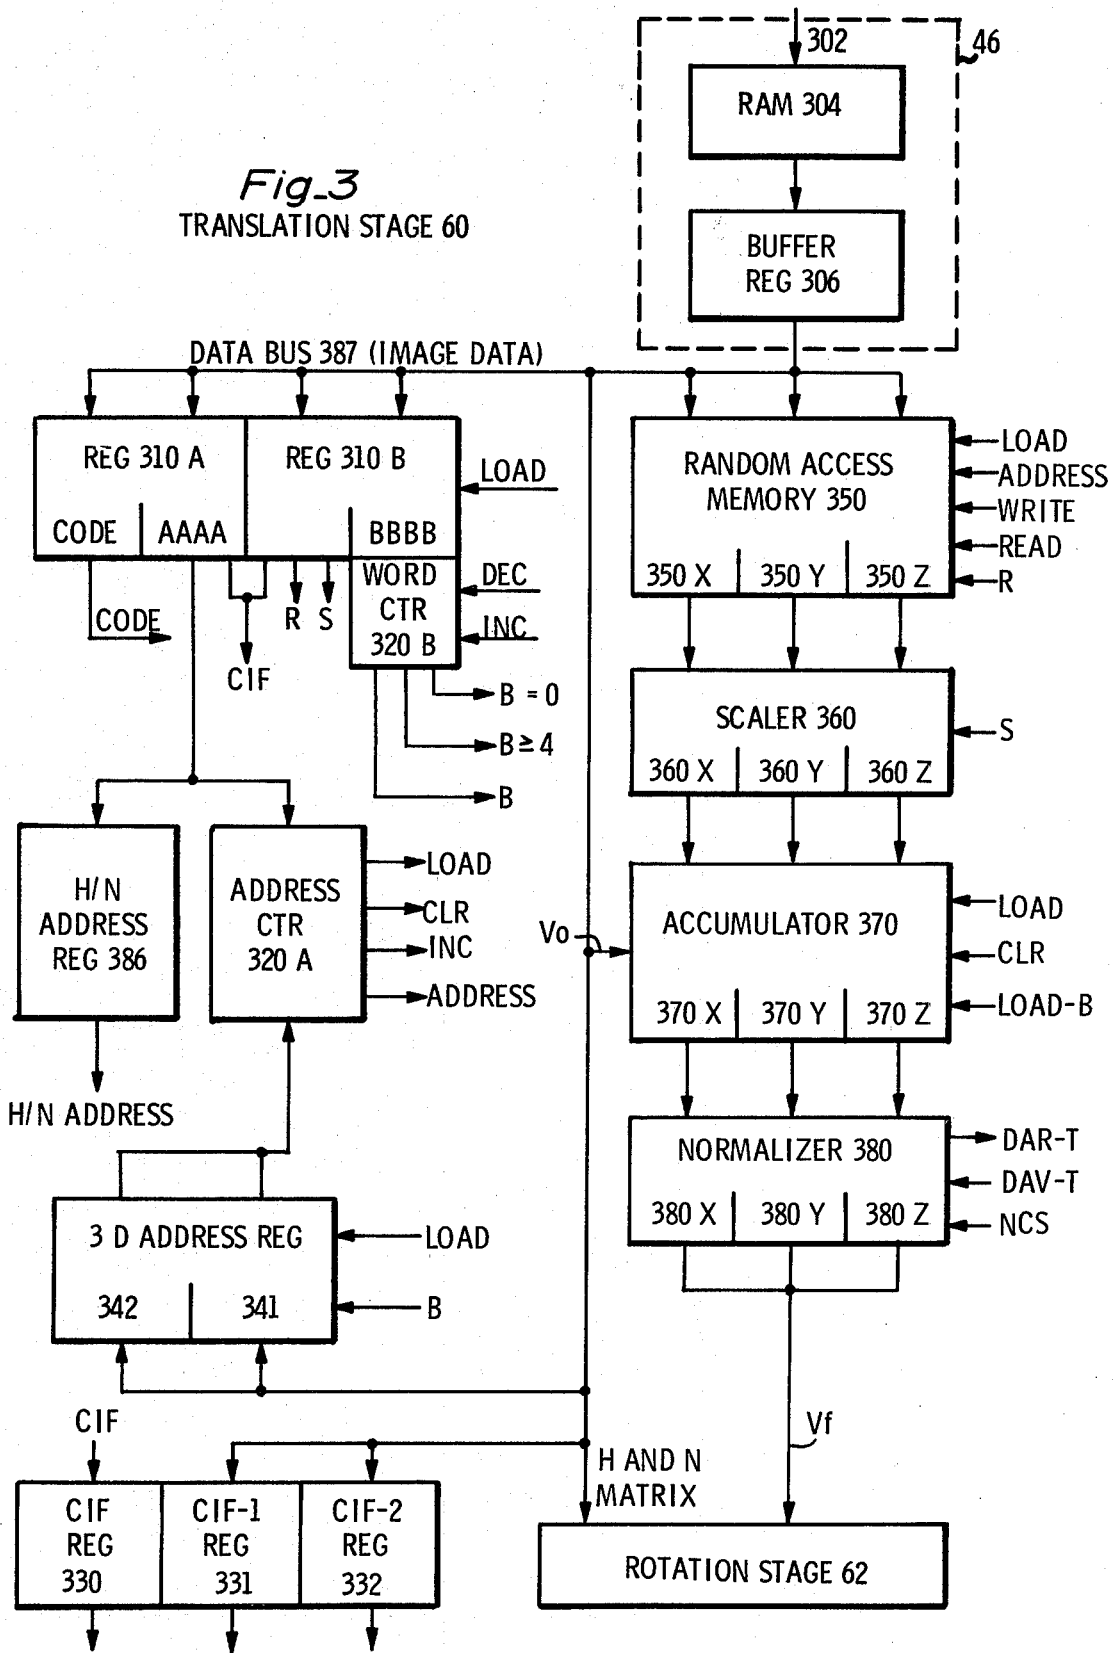 302
46
RAM 304
BUFFER
REG 306
Fig_3
TRANSLATION STAGE 60
DATA BUS 387 (IMAGE DATA)
REG 310 A
REG 310 B
CODE
AAAA
BBBB
LOAD
WORD
CTR
320 B
DEC
INC
CODE
CIF
R
S
B = 0
B ≥ 4
B
RANDOM ACCESS
MEMORY 350
350 X
350 Y
350 Z
LOAD
ADDRESS
WRITE
READ
R
SCALER 360
360 X
360 Y
360 Z
S
H/N
ADDRESS
REG 386
ADDRESS
CTR
320 A
LOAD
CLR
INC
ADDRESS
H/N ADDRESS
Vo
ACCUMULATOR 370
370 X
370 Y
370 Z
LOAD
CLR
LOAD-B
NORMALIZER 380
380 X
380 Y
380 Z
DAR-T
DAV-T
NCS
3 D ADDRESS REG
342
341
LOAD
B
CIF
CIF
REG
330
CIF-1
REG
331
CIF-2
REG
332
H AND N
MATRIX
Vf
ROTATION STAGE 62